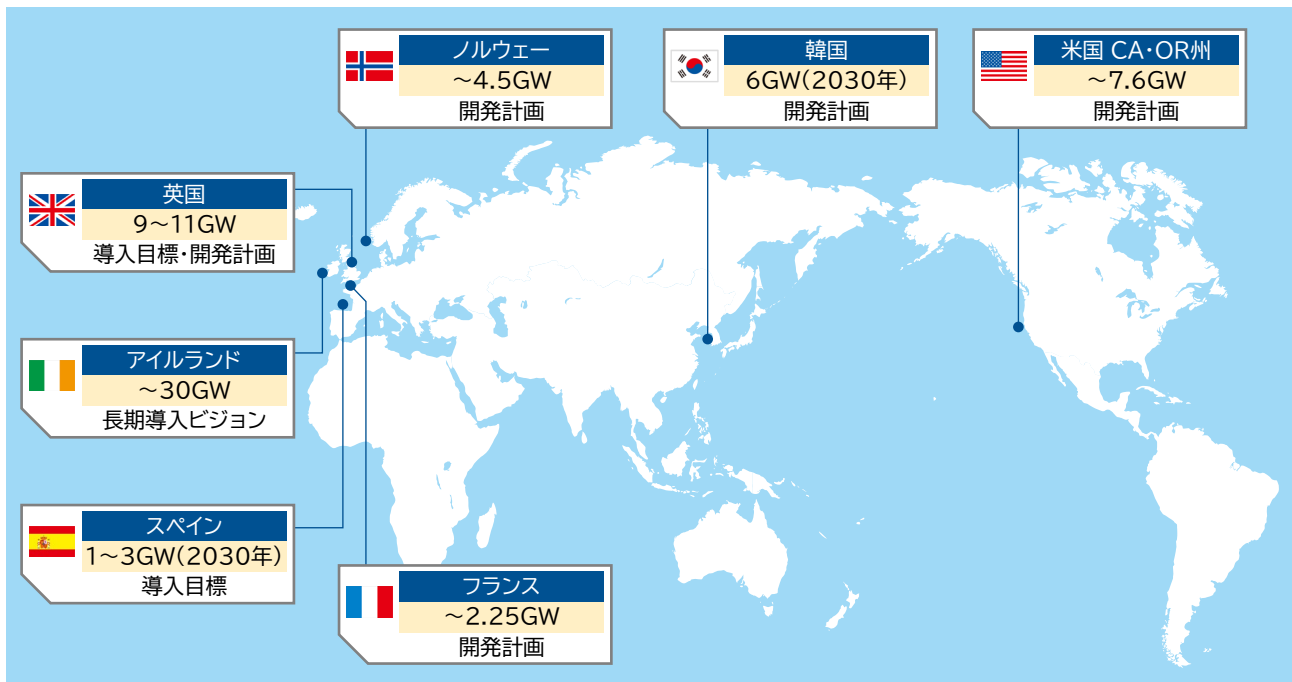 ノルウェー
～4.5GW
開発計画
韓国
6GW(2030年)
開発計画
米国 CA・OR州
～7.6GW
開発計画
英国
9～11GW
導入目標・開発計画
アイルランド
～30GW
長期導入ビジョン
スペイン
1～3GW(2030年)
導入目標
フランス
～2.25GW
開発計画